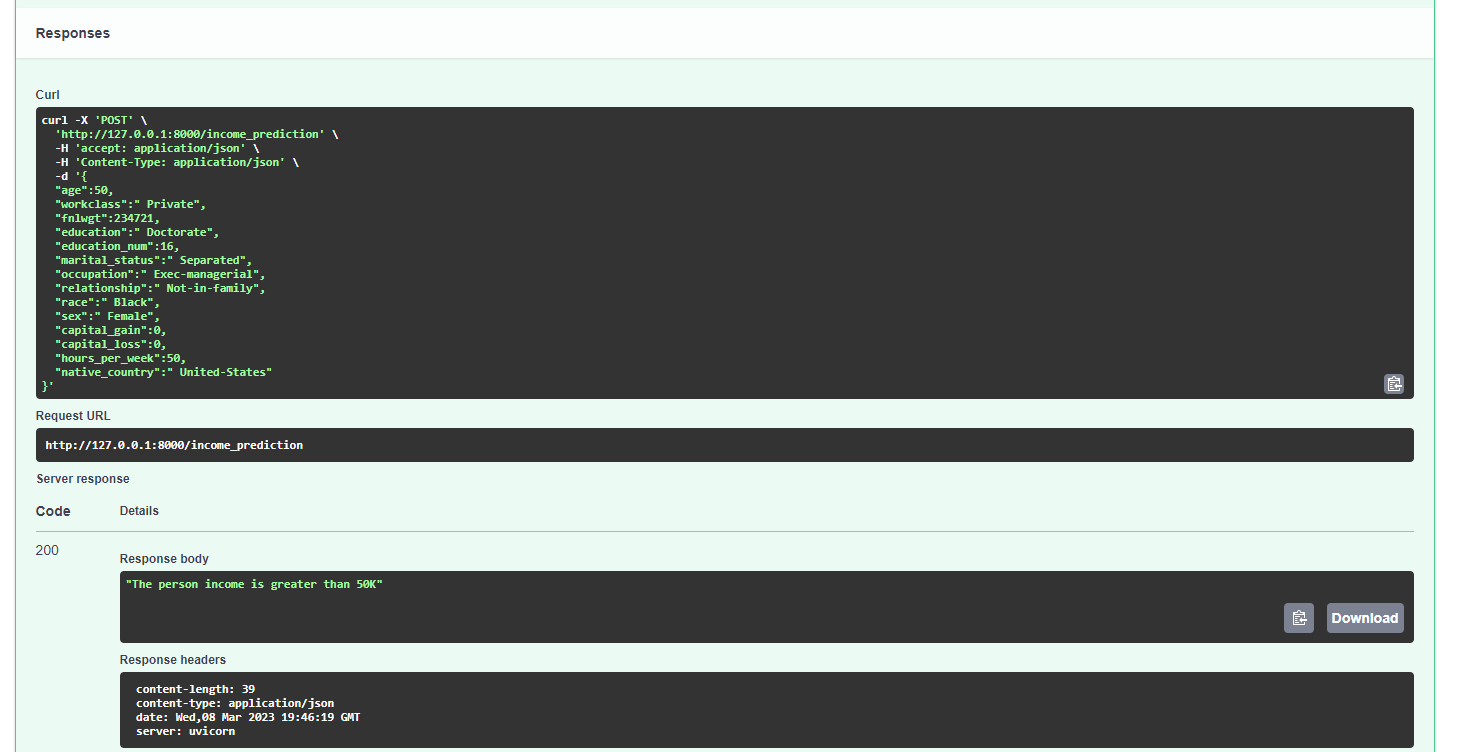 Responses
Curl
curl -X 'POST' \
  'http://127.0.0.1:8000/income_prediction' \
  -H 'accept: application/json' \
  -H 'Content-Type: application/json' \
  -d '{
  "age":50,
  "workclass":" Private",
  "fnlwgt":234721,
  "education":" Doctorate",
  "education_num":16,
  "marital_status":" Separated",
  "occupation":" Exec-managerial",
  "relationship":" Not-in-family",
  "race":" Black",
  "sex":" Female",
  "capital_gain":0,
  "capital_loss":0,
  "hours_per_week":50,
  "native_country":" United-States"
}'
Request URL
http://127.0.0.1:8000/income_prediction
Server response
Code Details
200
Response body
"The person income is greater than 50K"
Download
Response headers
content-length: 39
content-type: application/json
date: Wed,08 Mar 2023 19:46:19 GMT
server: uvicorn